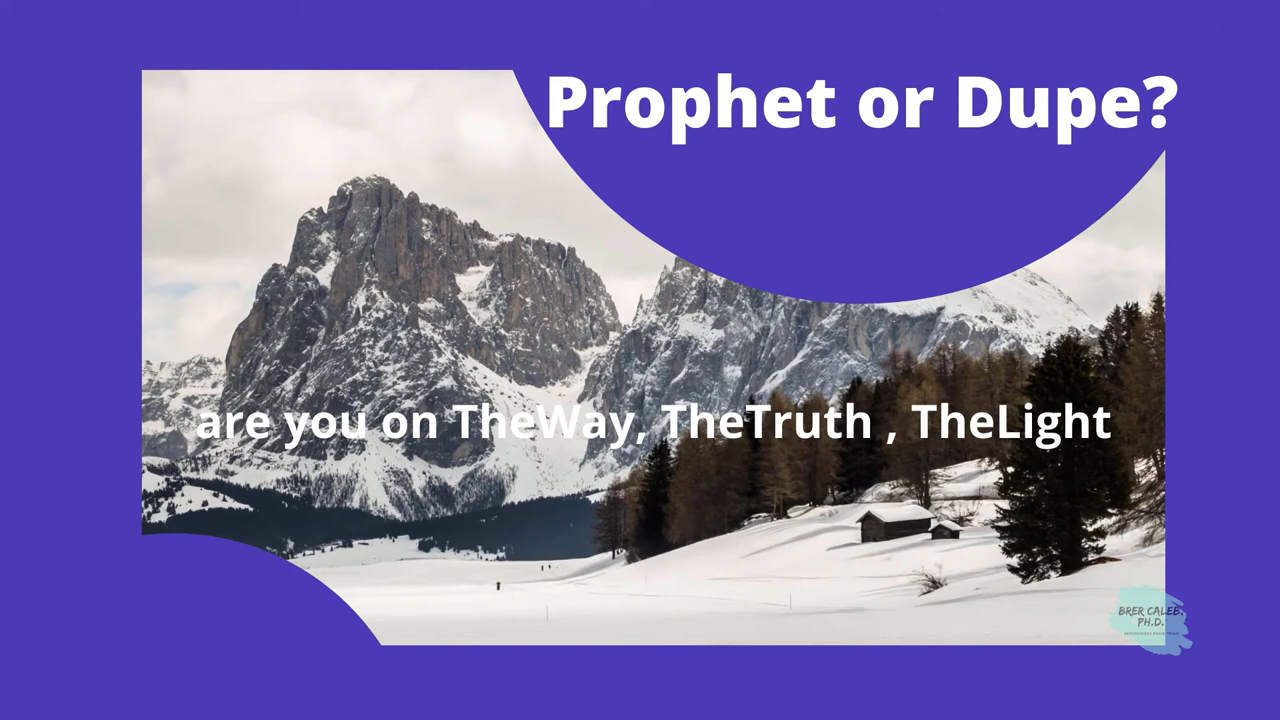 Prophet or Dupe?
are you on TheWay, TheTruth , TheLight
BRER CALEB,
PH.D.